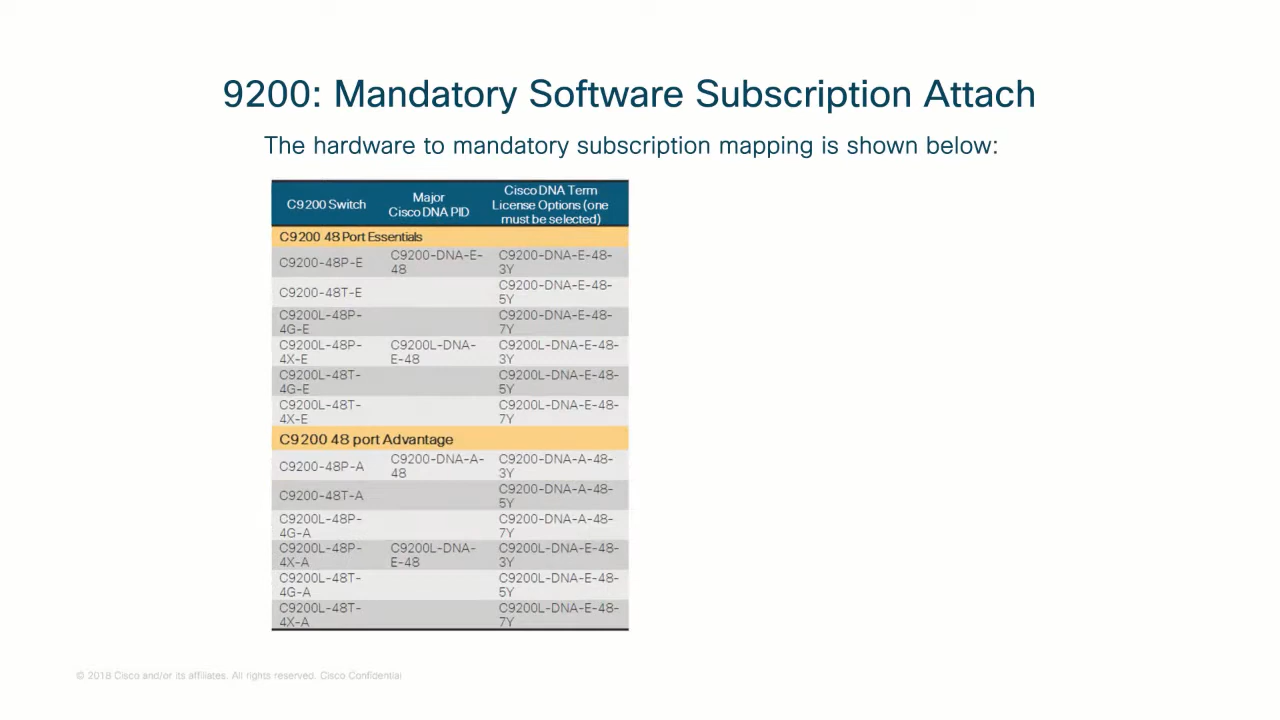 9200: Mandatory Software Subscription Attach
The hardware to mandatory subscription mapping is shown below:
C9200 Switch
Major
Cisco DNA PID
Cisco DNA Term
License Options (one
must be selected)
C9200 48 Port Essentials
C9200-48P-E
C9200-DNA-E-
48
C9200-DNA-E-48-
3Y
C9200-48T-E
C9200-DNA-E-48-
5Y
C9200L-48P-
4G-E
C9200-DNA-E-48-
7Y
C9200L-48P-
4X-E
C9200L-DNA-
E-48
C9200L-DNA-E-48-
3Y
C9200L-48T-
4G-E
C9200L-DNA-E-48-
5Y
C9200L-48T-
4X-E
C9200L-DNA-E-48-
7Y
C9200 48 port Advantage
C9200-48P-A
C9200-DNA-A-
48
C9200-DNA-A-48-
3Y
C9200-48T-A
C9200-DNA-A-48-
5Y
C9200L-48P-
4G-A
C9200-DNA-A-48-
7Y
C9200L-48P-
4X-A
C9200L-DNA-
E-48
C9200L-DNA-E-48-
3Y
C9200L-48T-
4G-A
C9200L-DNA-E-48-
5Y
C9200L-48T-
4X-A
C9200L-DNA-E-48-
7Y
© 2018 Cisco and/or its affiliates. All rights reserved. Cisco Confidential